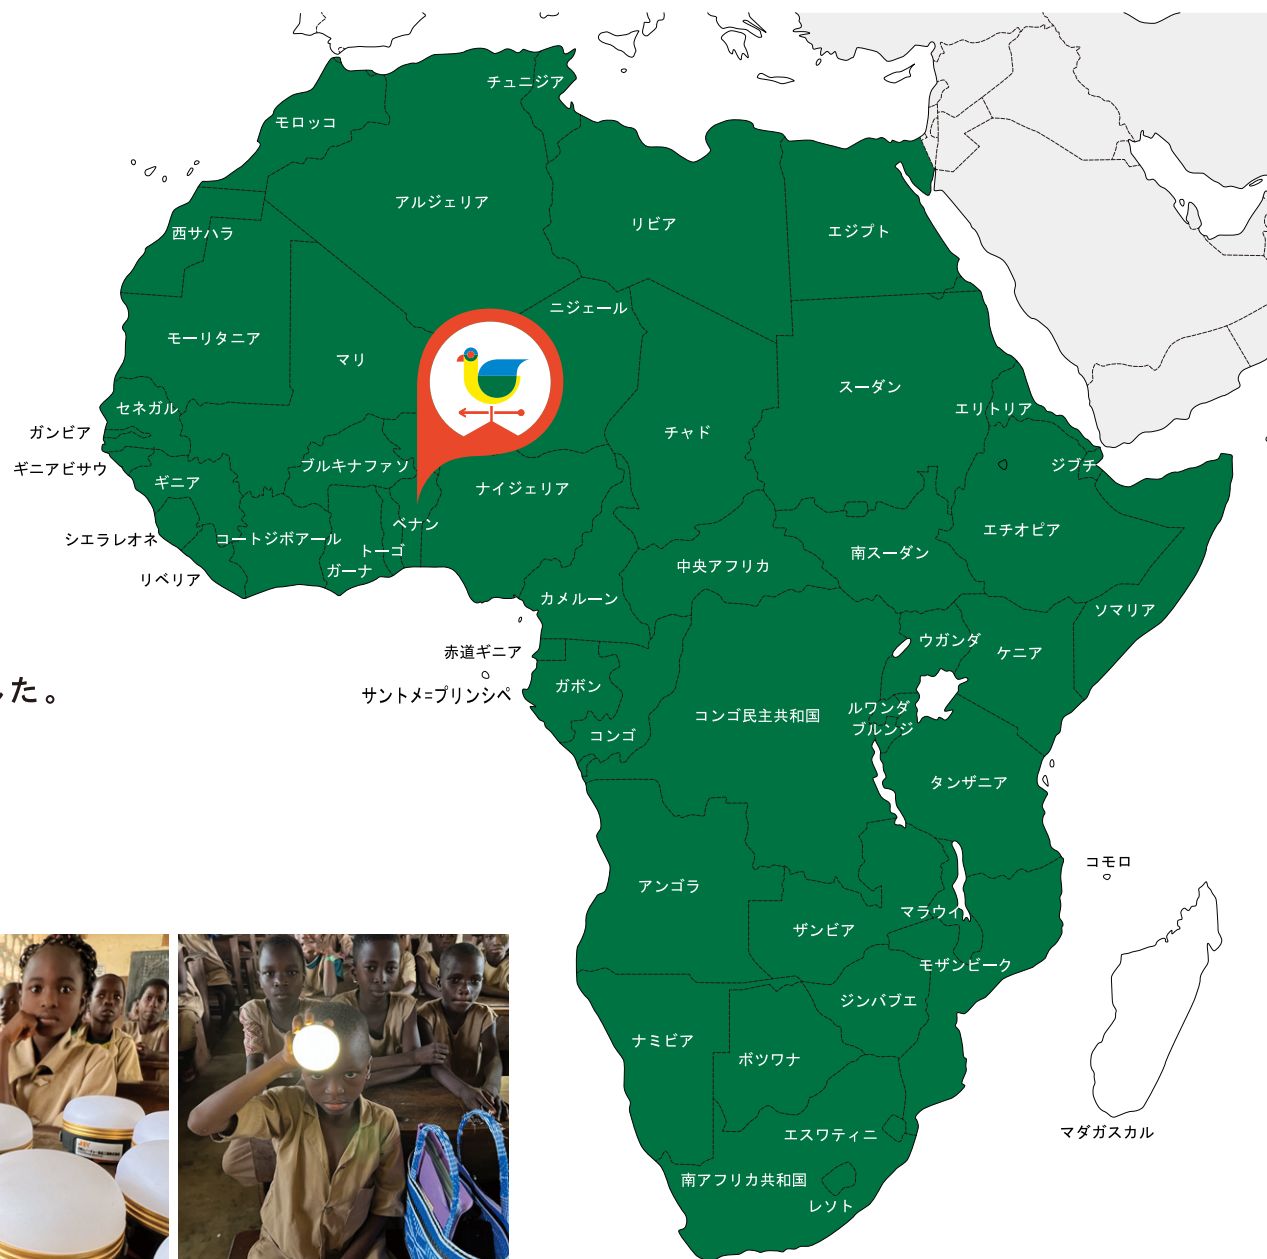 チュニジア
モロッコ
アルジェリア
リビア
エジプト
西サハラ
ニジェール
モーリタニア
マリ
スーダン
セネガル
エリトリア
ガンビア
チャド
ギニアビサウ
ブルキナファソ
ジブチ
ギニア
ナイジェリア
ベナン
エチオピア
シエラレオネ
コートジボアール
トーゴ
南スーダン
リベリア
ガーナ
中央アフリカ
カメルーン
ソマリア
赤道ギニア
ウガンダ
ケニア
した。
サントメ=プリンシペ
ガボン
コンゴ民主共和国
ルワンダ
ブルンジ
コンゴ
タンザニア
コモロ
アンゴラ
マラウイ
ザンビア
モザンビーク
ジンバブエ
ナミビア
ボツワナ
マダガスカル
エスワティニ
南アフリカ共和国
レソト